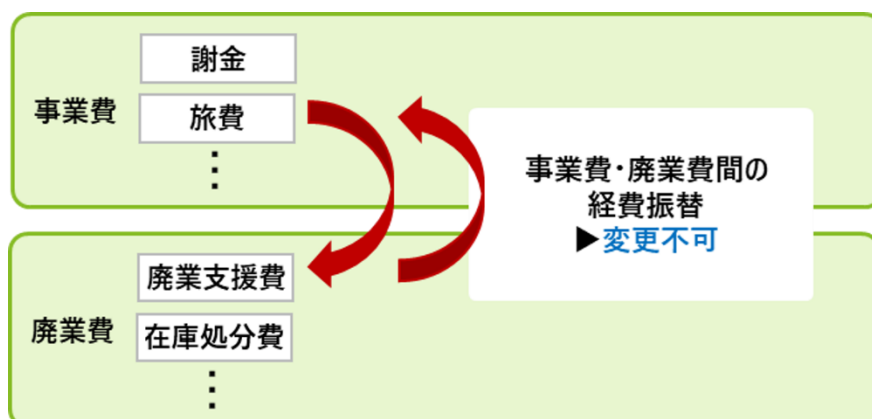 事業費
謝金
旅費
⋮
事業費・廃業費間の
経費振替
▶変更不可
廃業費
廃業支援費
在庫処分費
⋮